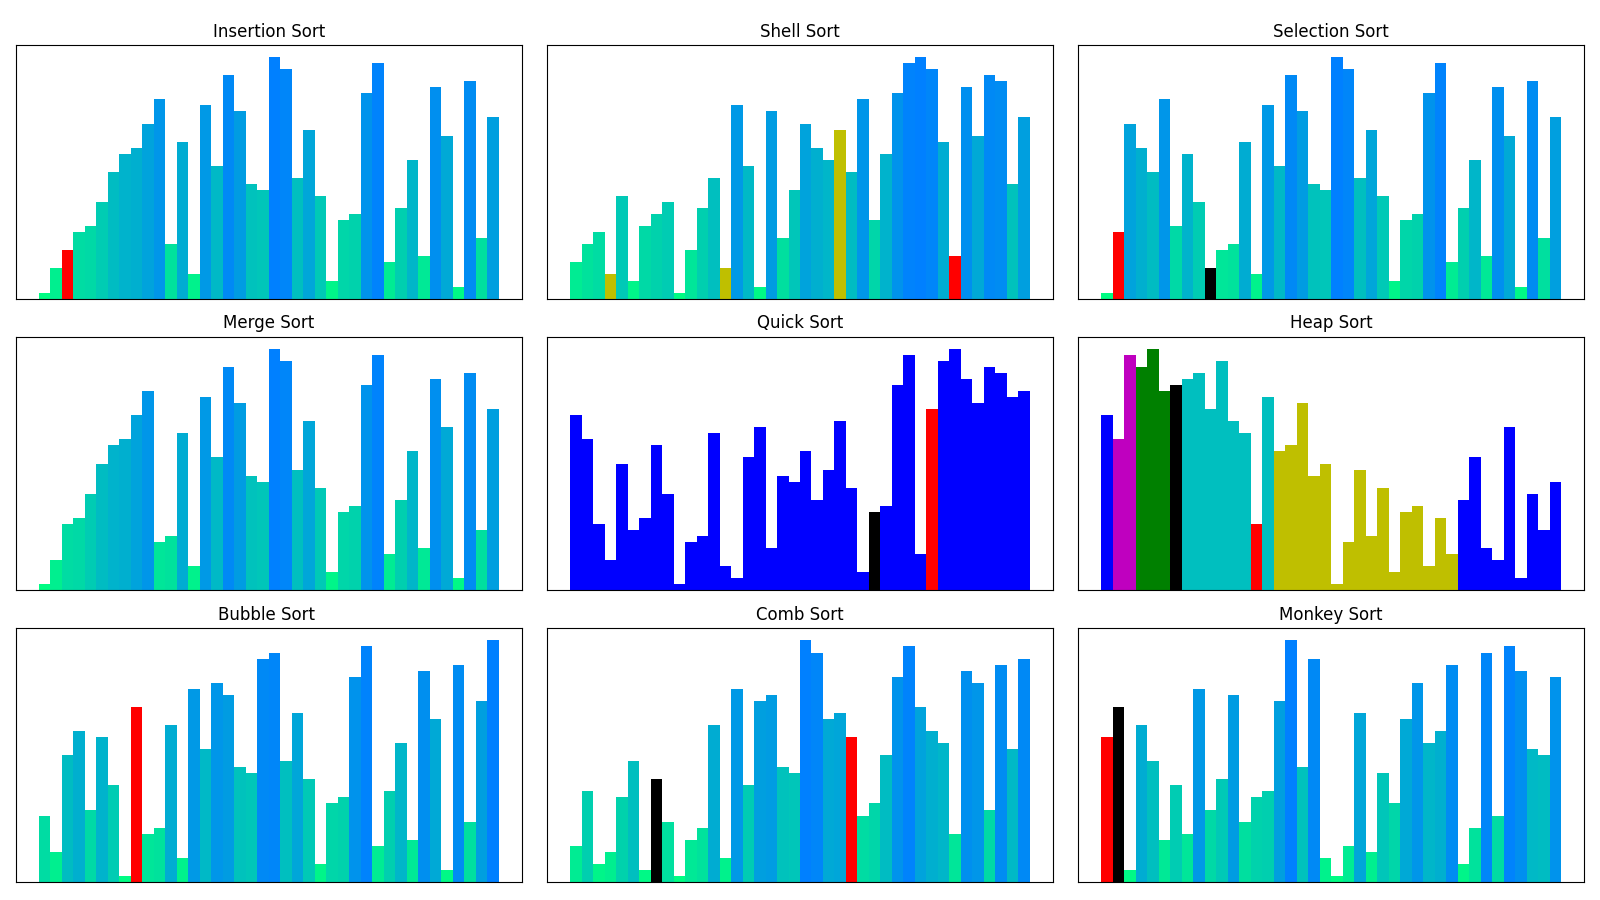 Insertion Sort
Shell Sort
Selection Sort
Merge Sort
Quick Sort
Heap Sort
Bubble Sort
Comb Sort
Monkey Sort